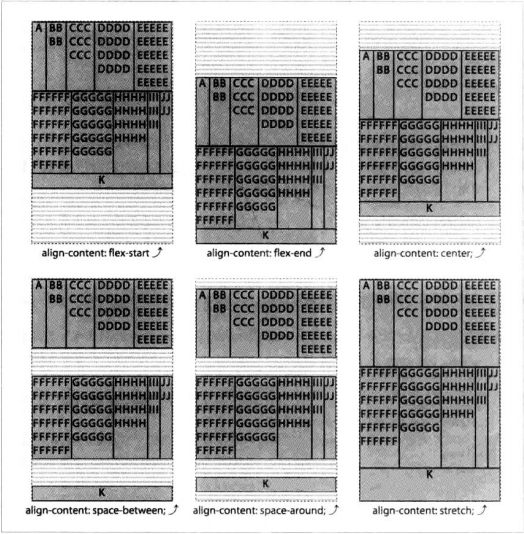 A BB CCC DDDD EEEEE
BB CCC DDDD EEEEE
CCC DDDD EEEEE
DDDD EEEEE
EEEEE
FFFFFF GGGGG HHHH III JJ
FFFFFF GGGGG HHHH III JJ
FFFFFF GGGGG HHHH III
FFFFFF GGGGG HHHH
FFFFFF GGGGG
FFFFFF
K
align-content: flex-start
A BB CCC DDDD EEEEE
BB CCC DDDD EEEEE
CCC DDDD EEEEE
DDDD EEEEE
EEEEE
FFFFFF GGGGG HHHH III JJ
FFFFFF GGGGG HHHH III JJ
FFFFFF GGGGG HHHH III
FFFFFF GGGGG HHHH
FFFFFF GGGGG
FFFFFF
K
align-content: flex-end
A BB CCC DDDD EEEEE
BB CCC DDDD EEEEE
CCC DDDD EEEEE
DDDD EEEEE
EEEEE
FFFFFF GGGGG HHHH III JJ
FFFFFF GGGGG HHHH III JJ
FFFFFF GGGGG HHHH III
FFFFFF GGGGG HHHH
FFFFFF GGGGG
FFFFFF
K
align-content: center;
A BB CCC DDDD EEEEE
BB CCC DDDD EEEEE
CCC DDDD EEEEE
DDDD EEEEE
EEEEE
FFFFFF GGGGG HHHH III JJ
FFFFFF GGGGG HHHH III JJ
FFFFFF GGGGG HHHH III
FFFFFF GGGGG HHHH
FFFFFF GGGGG
FFFFFF
K
align-content: space-between;
A BB CCC DDDD EEEEE
BB CCC DDDD EEEEE
CCC DDDD EEEEE
DDDD EEEEE
EEEEE
FFFFFF GGGGG HHHH III JJ
FFFFFF GGGGG HHHH III JJ
FFFFFF GGGGG HHHH III
FFFFFF GGGGG HHHH
FFFFFF GGGGG
FFFFFF
K
align-content: space-around;
A BB CCC DDDD EEEEE
BB CCC DDDD EEEEE
CCC DDDD EEEEE
DDDD EEEEE
EEEEE
FFFFFF GGGGG HHHH III JJ
FFFFFF GGGGG HHHH III JJ
FFFFFF GGGGG HHHH III
FFFFFF GGGGG HHHH
FFFFFF GGGGG
FFFFFF
K
align-content: stretch;